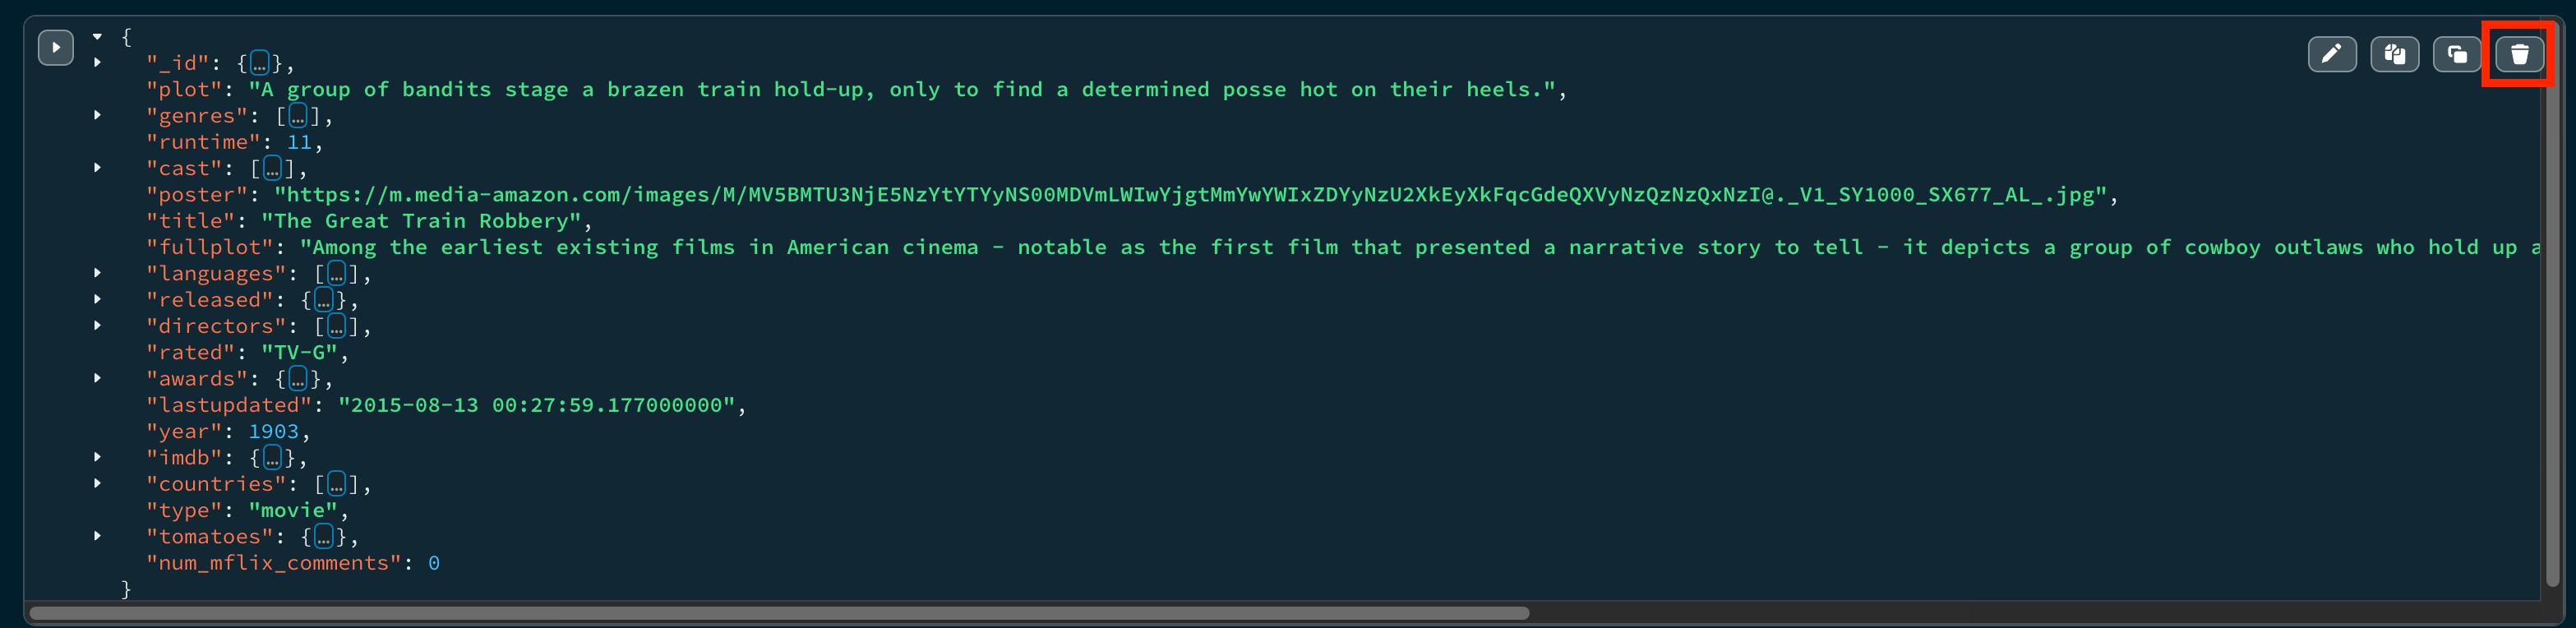 {
"_id": {…},
"plot": "A group of bandits stage a brazen train hold-up, only to find a determined posse hot on their heels.",
"genres": […],
"runtime": 11,
"cast": […],
"poster": "https://m.media-amazon.com/images/M/MV5BMTU3NjE5NzYtYTYyNS00MDVmLWIwYjgtMmYwYWIxZDYyNzU2XkEyXkFqcGdeQXVyNzQzNzQxNzI@._V1_SY1000_SX677_AL_.jpg",
"title": "The Great Train Robbery",
"fullplot": "Among the earliest existing films in American cinema - notable as the first film that presented a narrative story to tell - it depicts a group of cowboy outlaws who hold up a
"languages": […],
"released": {…},
"directors": […],
"rated": "TV-G",
"awards": {…},
"lastupdated": "2015-08-13 00:27:59.177000000",
"year": 1903,
"imdb": {…},
"countries": […],
"type": "movie",
"tomatoes": {…},
"num_mflix_comments": 0
}